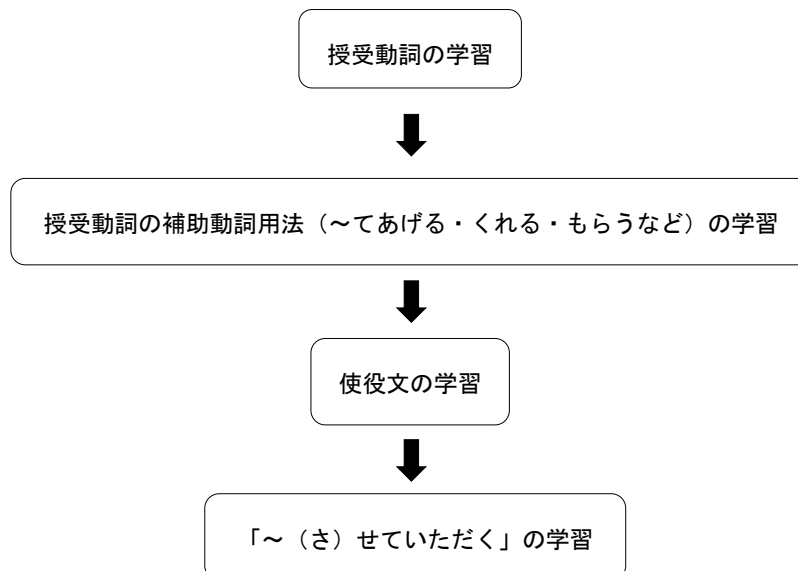 授受動詞の学習
授受動詞の補助動詞用法（〜てあげる・くれる・もらうなど）の学習
使役文の学習
「〜（さ）せていただく」の学習